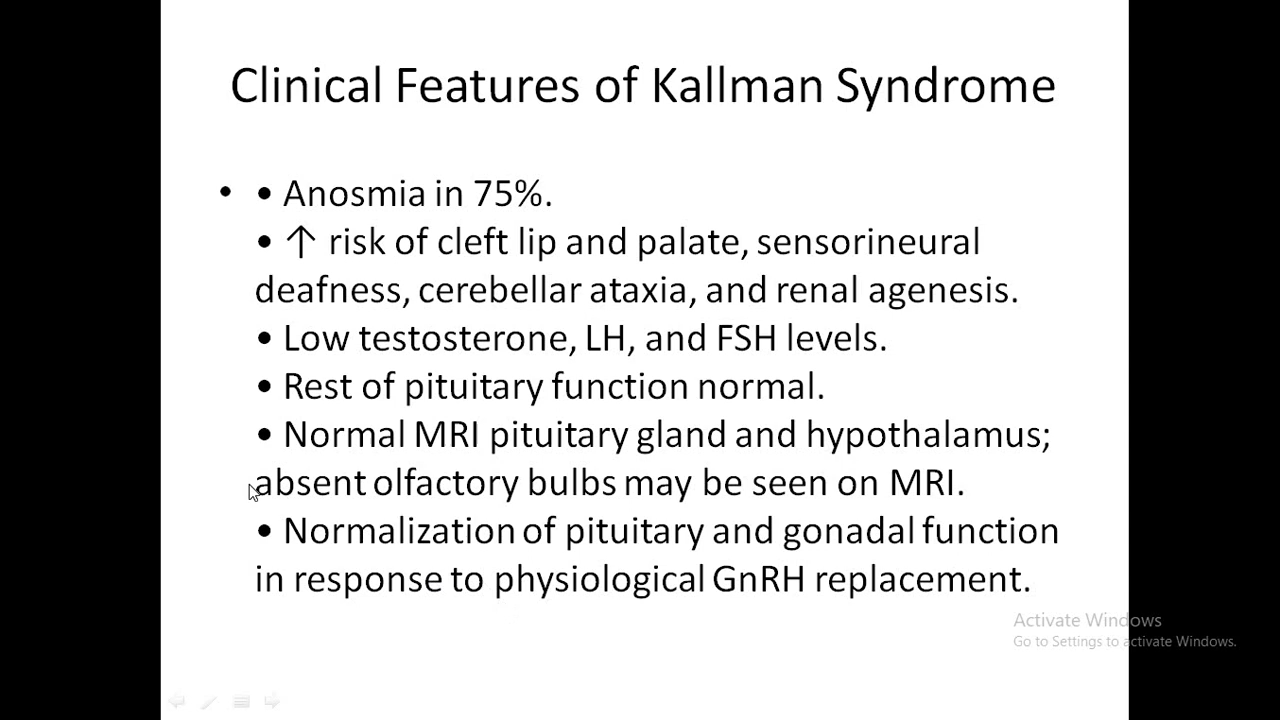 Clinical Features of Kallman Syndrome
• • Anosmia in 75%.
• ↑ risk of cleft lip and palate, sensorineural
deafness, cerebellar ataxia, and renal agenesis.
• Low testosterone, LH, and FSH levels.
• Rest of pituitary function normal.
• Normal MRI pituitary gland and hypothalamus;
absent olfactory bulbs may be seen on MRI.
• Normalization of pituitary and gonadal function
in response to physiological GnRH replacement.
Activate Windows
Go to Settings to activate Windows.